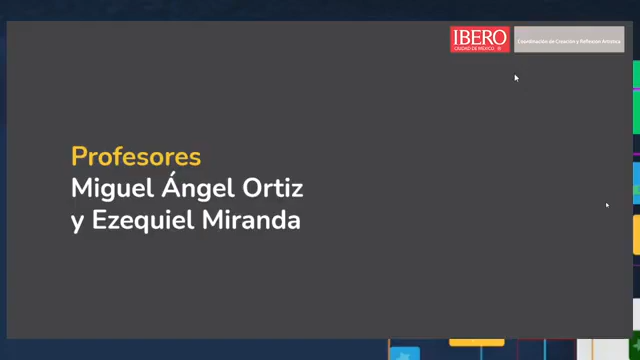 IBERO
CIUDAD DE MÉXICO ®
Coordinación de Creación y Reflexión Artística
Profesores
Miguel Ángel Ortiz
y Ezequiel Miranda